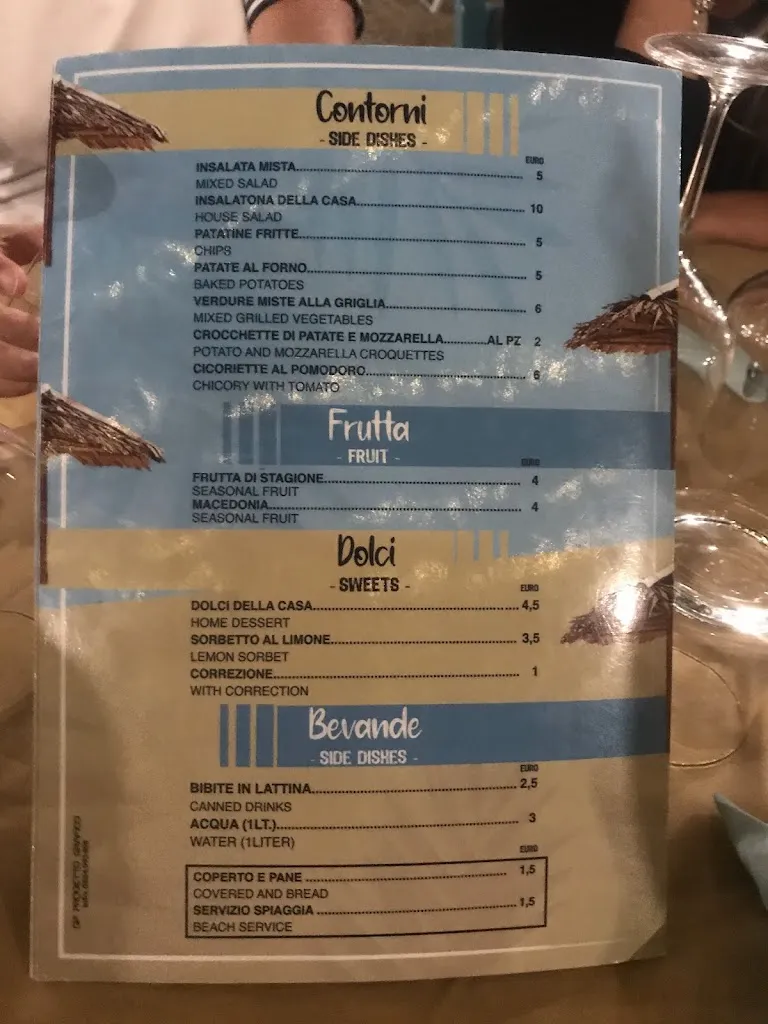 Contorni
- SIDE DISHES -
EURO
INSALATA MISTA 5
MIXED SALAD
INSALATONA DELLA CASA 10
HOUSE SALAD
PATATINE FRITTE 5
CHIPS
PATATE AL FORNO 5
BAKED POTATOES
VERDURE MISTE ALLA GRIGLIA 6
MIXED GRILLED VEGETABLES
CROCCHETTE DI PATATE E MOZZARELLA AL PZ 2
POTATO AND MOZZARELLA CROQUETTES
CICORIETTE AL POMODORO 6
CHICORY WITH TOMATO
Frutta
- FRUIT -
EURO
FRUTTA DI STAGIONE 4
SEASONAL FRUIT
MACEDONIA 4
SEASONAL FRUIT
Dolci
- SWEETS -
EURO
DOLCI DELLA CASA 4,5
HOME DESSERT
SORBETTO AL LIMONE 3,5
LEMON SORBET
CORREZIONE 1
WITH CORRECTION
Bevande
- SIDE DISHES -
EURO
BIBITE IN LATTINA 2,5
CANNED DRINKS
ACQUA (1LT.) 3
WATER (1LITER)
EURO
COPERTO E PANE 1,5
COVERED AND BREAD
SERVIZIO SPIAGGIA 1,5
BEACH SERVICE